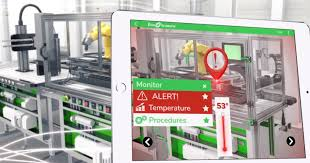 Monitor
ALERT!
Temperature
53°
Procedures